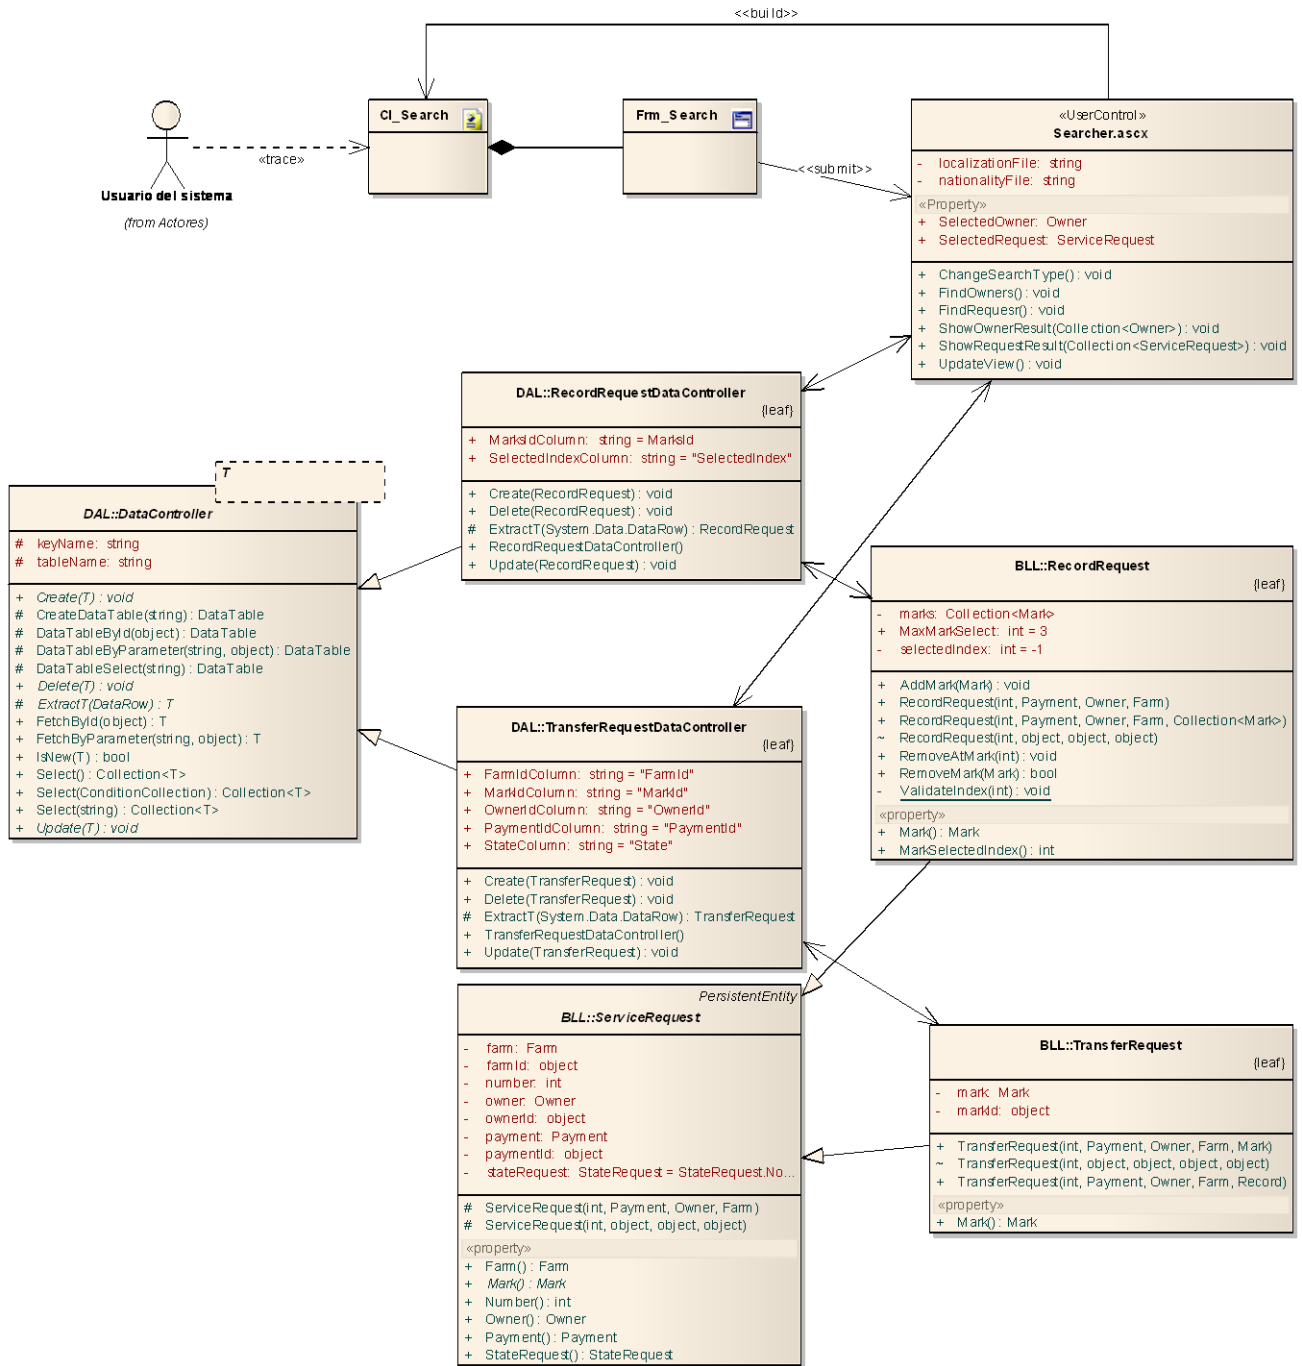 <<build>>
Cl_Search
Frm_Search
«UserControl»
Searcher.ascx
- localizationFile: string
- nationalityFile: string
«Property»
+ SelectedOwner: Owner
+ SelectedRequest: ServiceRequest
+ ChangeSearchType() : void
+ FindOwners() : void
+ FindRequesr() : void
+ ShowOwnerResult(Collection<Owner>) : void
+ ShowRequestResult(Collection<ServiceRequest>) : void
+ UpdateView() : void
«trace»
<<submit>>
Usuario del sistema
(from Actores)
DAL::RecordRequestDataController
{leaf}
+ MarksIdColumn: string = MarksId
+ SelectedIndexColumn: string = "SelectedIndex"
+ Create(RecordRequest) : void
+ Delete(RecordRequest) : void
# ExtractT(System.Data.DataRow) : RecordRequest
+ RecordRequestDataController()
+ Update(RecordRequest) : void
T
DAL::DataController
# keyName: string
# tableName: string
+ Create(T) : void
# CreateDataTable(string) : DataTable
# DataTableById(object) : DataTable
# DataTableByParameter(string, object) : DataTable
# DataTableSelect(string) : DataTable
+ Delete(T) : void
# ExtractT(DataRow) : T
+ FetchById(object) : T
+ FetchByParameter(string, object) : T
+ IsNew(T) : bool
+ Select() : Collection<T>
+ Select(ConditionCollection) : Collection<T>
+ Select(string) : Collection<T>
+ Update(T) : void
BLL::RecordRequest
{leaf}
- marks: Collection<Mark>
+ MaxMarkSelect: int = 3
- selectedIndex: int = -1
+ AddMark(Mark) : void
+ RecordRequest(int, Payment, Owner, Farm)
+ RecordRequest(int, Payment, Owner, Farm, Collection<Mark>)
~ RecordRequest(int, object, object, object)
+ RemoveAtMark(int) : void
+ RemoveMark(Mark) : bool
- ValidateIndex(int) : void
«property»
+ Mark() : Mark
+ MarkSelectedIndex() : int
DAL::TransferRequestDataController
{leaf}
+ FarmIdColumn: string = "FarmId"
+ MarkIdColumn: string = "MarkId"
+ OwnerIdColumn: string = "OwnerId"
+ PaymentIdColumn: string = "PaymentId"
+ StateColumn: string = "State"
+ Create(TransferRequest) : void
+ Delete(TransferRequest) : void
# ExtractT(System.Data.DataRow) : TransferRequest
+ TransferRequestDataController()
+ Update(TransferRequest) : void
PersistentEntity
BLL::ServiceRequest
- farm: Farm
- farmId: object
- number: int
- owner: Owner
- ownerId: object
- payment: Payment
- paymentId: object
- stateRequest: StateRequest = StateRequest.No...
# ServiceRequest(int, Payment, Owner, Farm)
# ServiceRequest(int, object, object, object)
«property»
+ Farm() : Farm
+ Mark() : Mark
+ Number() : int
+ Owner() : Owner
+ Payment() : Payment
+ StateRequest() : StateRequest
BLL::TransferRequest
{leaf}
- mark: Mark
- markId: object
+ TransferRequest(int, Payment, Owner, Farm, Mark)
~ TransferRequest(int, object, object, object, object)
+ TransferRequest(int, Payment, Owner, Farm, Record)
«property»
+ Mark() : Mark